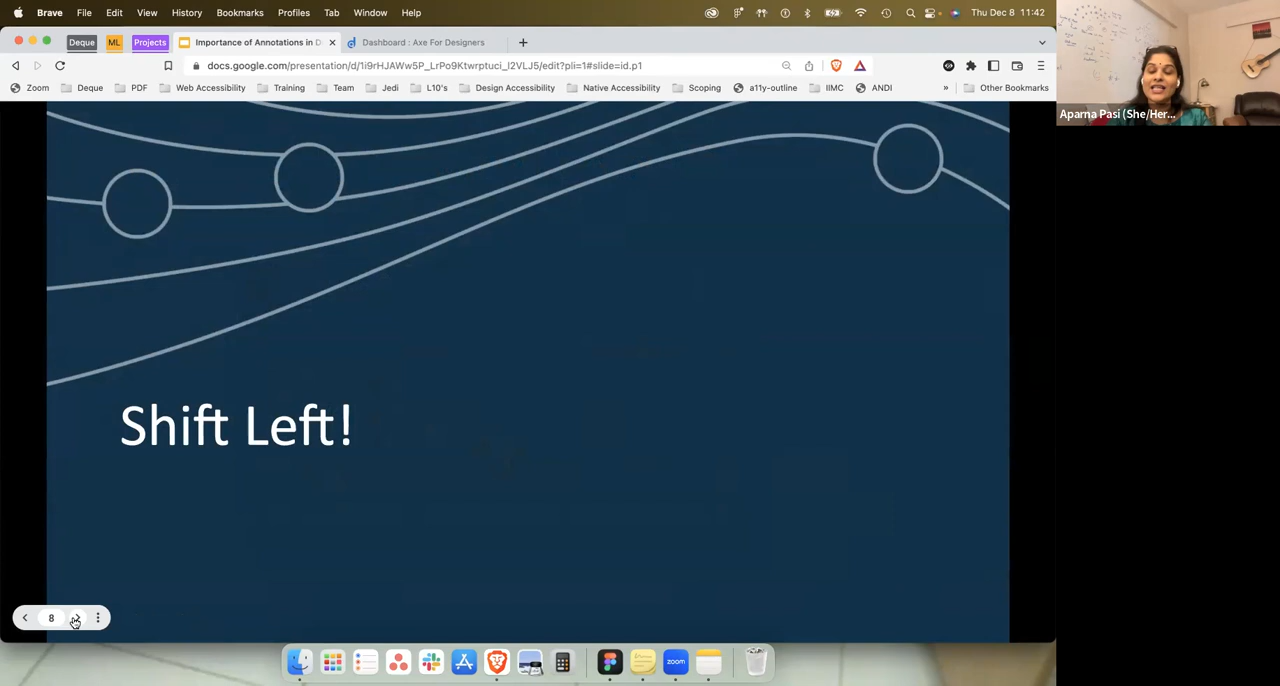 Brave File Edit View History Bookmarks Profiles Tab Window Help Thu Dec 8 11:42
Deque ML Projects Importance of Annotations in D Dashboard : Axe For Designers
docs.google.com/presentation/d/1i9rHJAWw5P_LrPo9Ktwrptuci_I2VLJ5/edit?pli=1#slide=id.p1
Zoom Deque PDF Web Accessibility Training Team Jedi L10's Design Accessibility Native Accessibility Scoping a11y-outline IIMC ANDI » Other Bookmarks
Aparna Pasi (She/Her...
Shift Left!
8
zoom